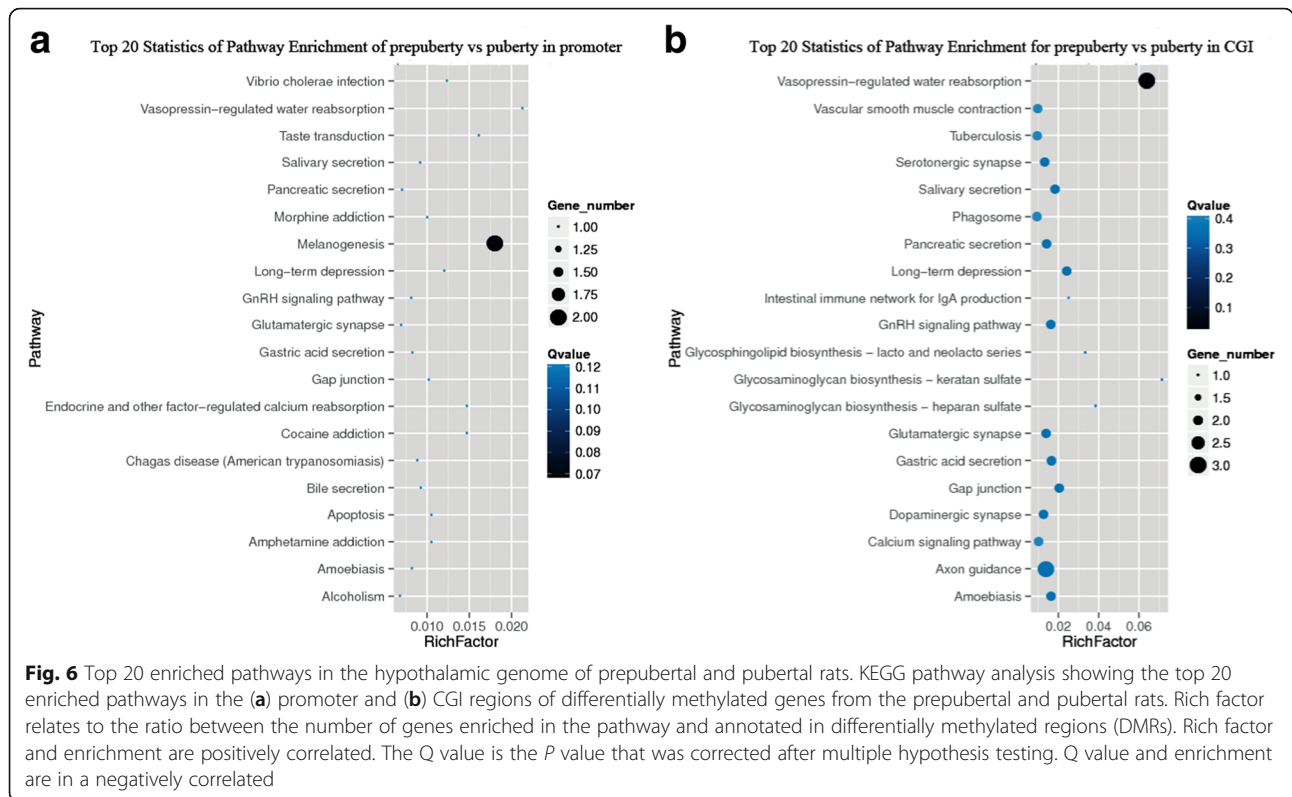 a
Top 20 Statistics of Pathway Enrichment of prepuberty vs puberty in promoter
Pathway
Vibrio cholerae infection
Vasopressin−regulated water reabsorption
Taste transduction
Salivary secretion
Pancreatic secretion
Morphine addiction
Melanogenesis
Long−term depression
GnRH signaling pathway
Glutamatergic synapse
Gastric acid secretion
Gap junction
Endocrine and other factor−regulated calcium reabsorption
Cocaine addiction
Chagas disease (American trypanosomiasis)
Bile secretion
Apoptosis
Amphetamine addiction
Amoebiasis
Alcoholism
0.010 0.015 0.020
RichFactor
Gene_number
1.00
1.25
1.50
1.75
2.00
Qvalue
0.12
0.11
0.10
0.09
0.08
0.07
b
Top 20 Statistics of Pathway Enrichment for prepuberty vs puberty in CGI
Pathway
Vasopressin−regulated water reabsorption
Vascular smooth muscle contraction
Tuberculosis
Serotonergic synapse
Salivary secretion
Phagosome
Pancreatic secretion
Long−term depression
Intestinal immune network for IgA production
GnRH signaling pathway
Glycosphingolipid biosynthesis − lacto and neolacto series
Glycosaminoglycan biosynthesis − keratan sulfate
Glycosaminoglycan biosynthesis − heparan sulfate
Glutamatergic synapse
Gastric acid secretion
Gap junction
Dopaminergic synapse
Calcium signaling pathway
Axon guidance
Amoebiasis
0.02 0.04 0.06
RichFactor
Qvalue
0.4
0.3
0.2
0.1
Gene_number
1.0
1.5
2.0
2.5
3.0
Fig. 6 Top 20 enriched pathways in the hypothalamic genome of prepubertal and pubertal rats. KEGG pathway analysis showing the top 20
enriched pathways in the (a) promoter and (b) CGI regions of differentially methylated genes from the prepubertal and pubertal rats. Rich factor
relates to the ratio between the number of genes enriched in the pathway and annotated in differentially methylated regions (DMRs). Rich factor
and enrichment are positively correlated. The Q value is the P value that was corrected after multiple hypothesis testing. Q value and enrichment
are in a negatively correlated